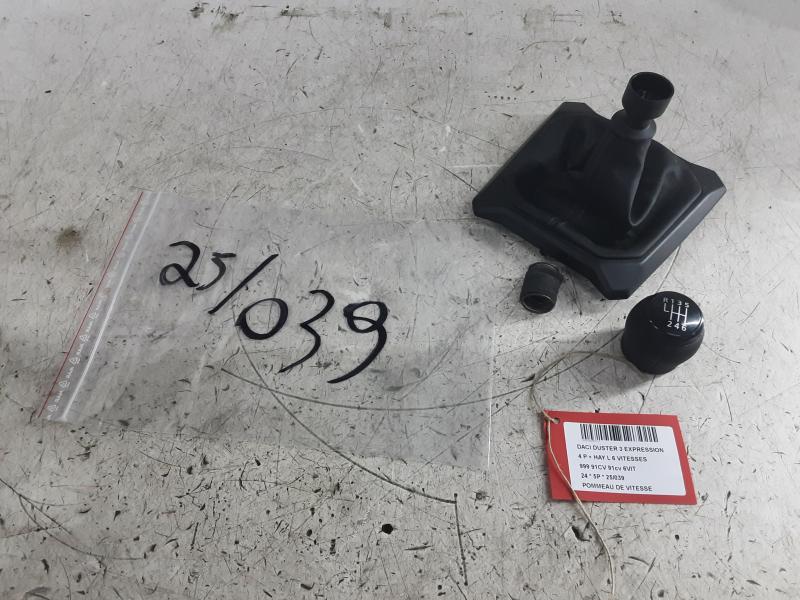 25/039
R 1 3 5
2 4 6
DACI DUSTER 3 EXPRESSION
4 P + HAY L 6 VITESSES
999 91CV 91cv 6VIT
24 * 5P * 25/039
POMMEAU DE VITESSE